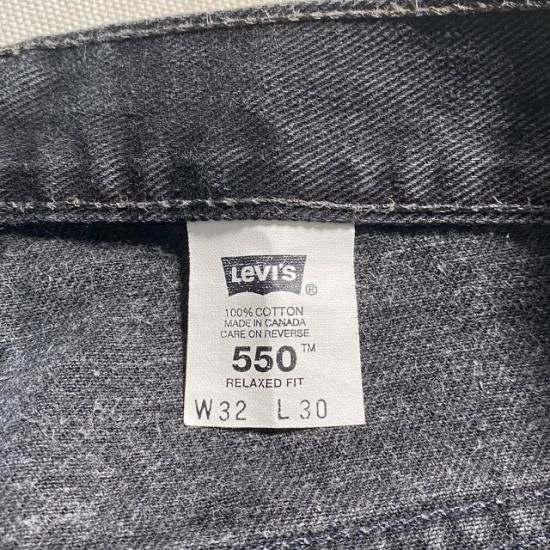 Levi's ®
100% COTTON
MADE IN CANADA
CARE ON REVERSE
550™
RELAXED FIT
W32 L30